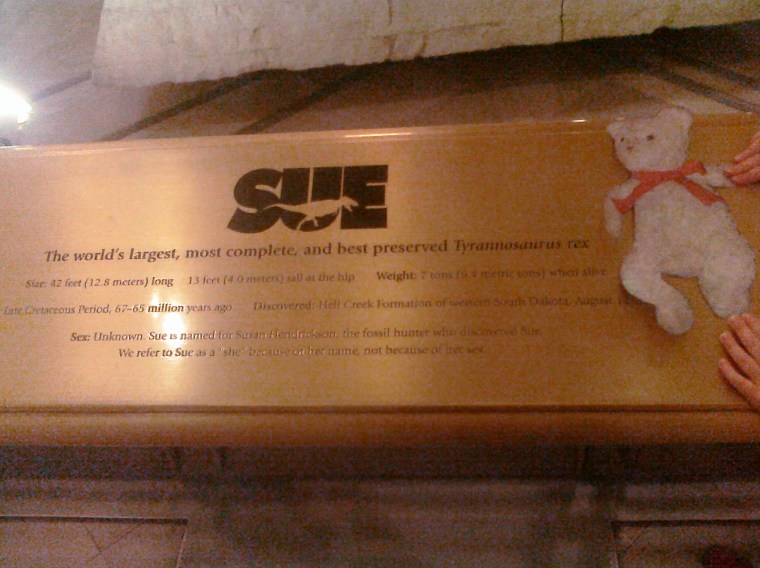 SUE
The world's largest, most complete, and best preserved Tyrannosaurus rex
Size: 42 feet (12.8 meters) long 13 feet (4.0 meters) tall at the hip Weight: 7 tons (6.4 metric tons) when alive
Late Cretaceous Period, 67-65 million years ago Discovered: Hell Creek Formation of western South Dakota, August
Sex: Unknown. Sue is named for Susan Hendrickson, the fossil hunter who discovered Sue.
We refer to Sue as a "she" because of her name, not because of her sex.